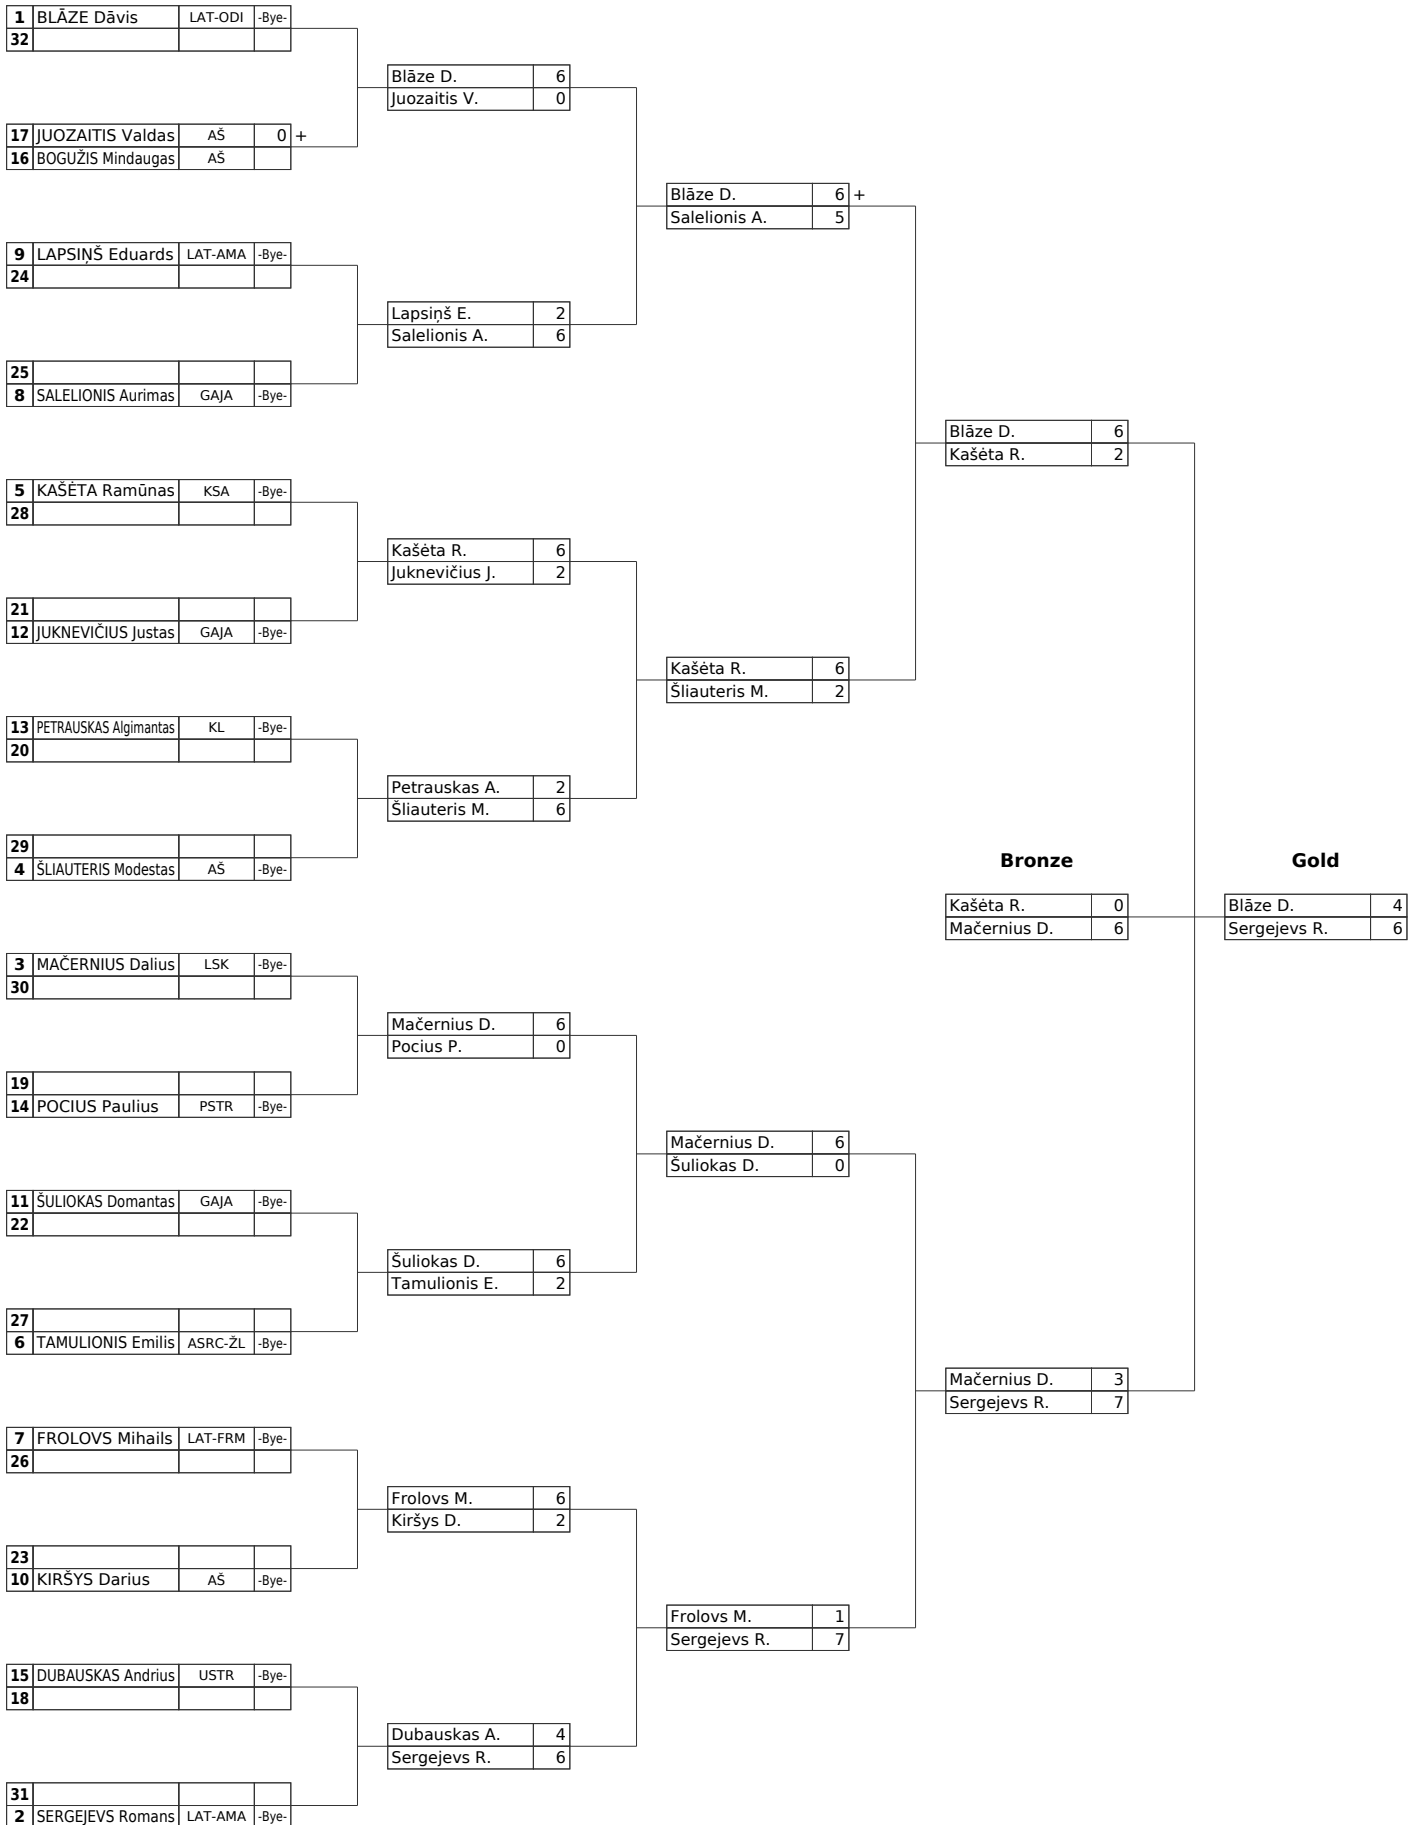 1 BLĀZE Dāvis LAT-ODI -Bye-
32
Blāze D. 6
Juozaitis V. 0
17 JUOZAITIS Valdas AŠ 0 +
16 BOGUŽIS Mindaugas AŠ
Blāze D. 6 +
Salelionis A. 5
9 LAPSIŅŠ Eduards LAT-AMA -Bye-
24
Lapsiņš E. 2
Salelionis A. 6
25
8 SALELIONIS Aurimas GAJA -Bye-
Blāze D. 6
Kašėta R. 2
5 KAŠĖTA Ramūnas KSA -Bye-
28
Kašėta R. 6
Juknevičius J. 2
21
12 JUKNEVIČIUS Justas GAJA -Bye-
Kašėta R. 6
Šliauteris M. 2
13 PETRAUSKAS Algimantas KL -Bye-
20
Petrauskas A. 2
Šliauteris M. 6
29
4 ŠLIAUTERIS Modestas AŠ -Bye-
Bronze Gold
Kašėta R. 0 Blāze D. 4
Mačernius D. 6 Sergejevs R. 6
3 MAČERNIUS Dalius LSK -Bye-
30
Mačernius D. 6
Pocius P. 0
19
14 POCIUS Paulius PSTR -Bye-
Mačernius D. 6
Šuliokas D. 0
11 ŠULIOKAS Domantas GAJA -Bye-
22
Šuliokas D. 6
Tamulionis E. 2
27
6 TAMULIONIS Emilis ASRC-ŽL -Bye-
Mačernius D. 3
Sergejevs R. 7
7 FROLOVS Mihails LAT-FRM -Bye-
26
Frolovs M. 6
Kiršys D. 2
23
10 KIRŠYS Darius AŠ -Bye-
Frolovs M. 1
Sergejevs R. 7
15 DUBAUSKAS Andrius USTR -Bye-
18
Dubauskas A. 4
Sergejevs R. 6
31
2 SERGEJEVS Romans LAT-AMA -Bye-